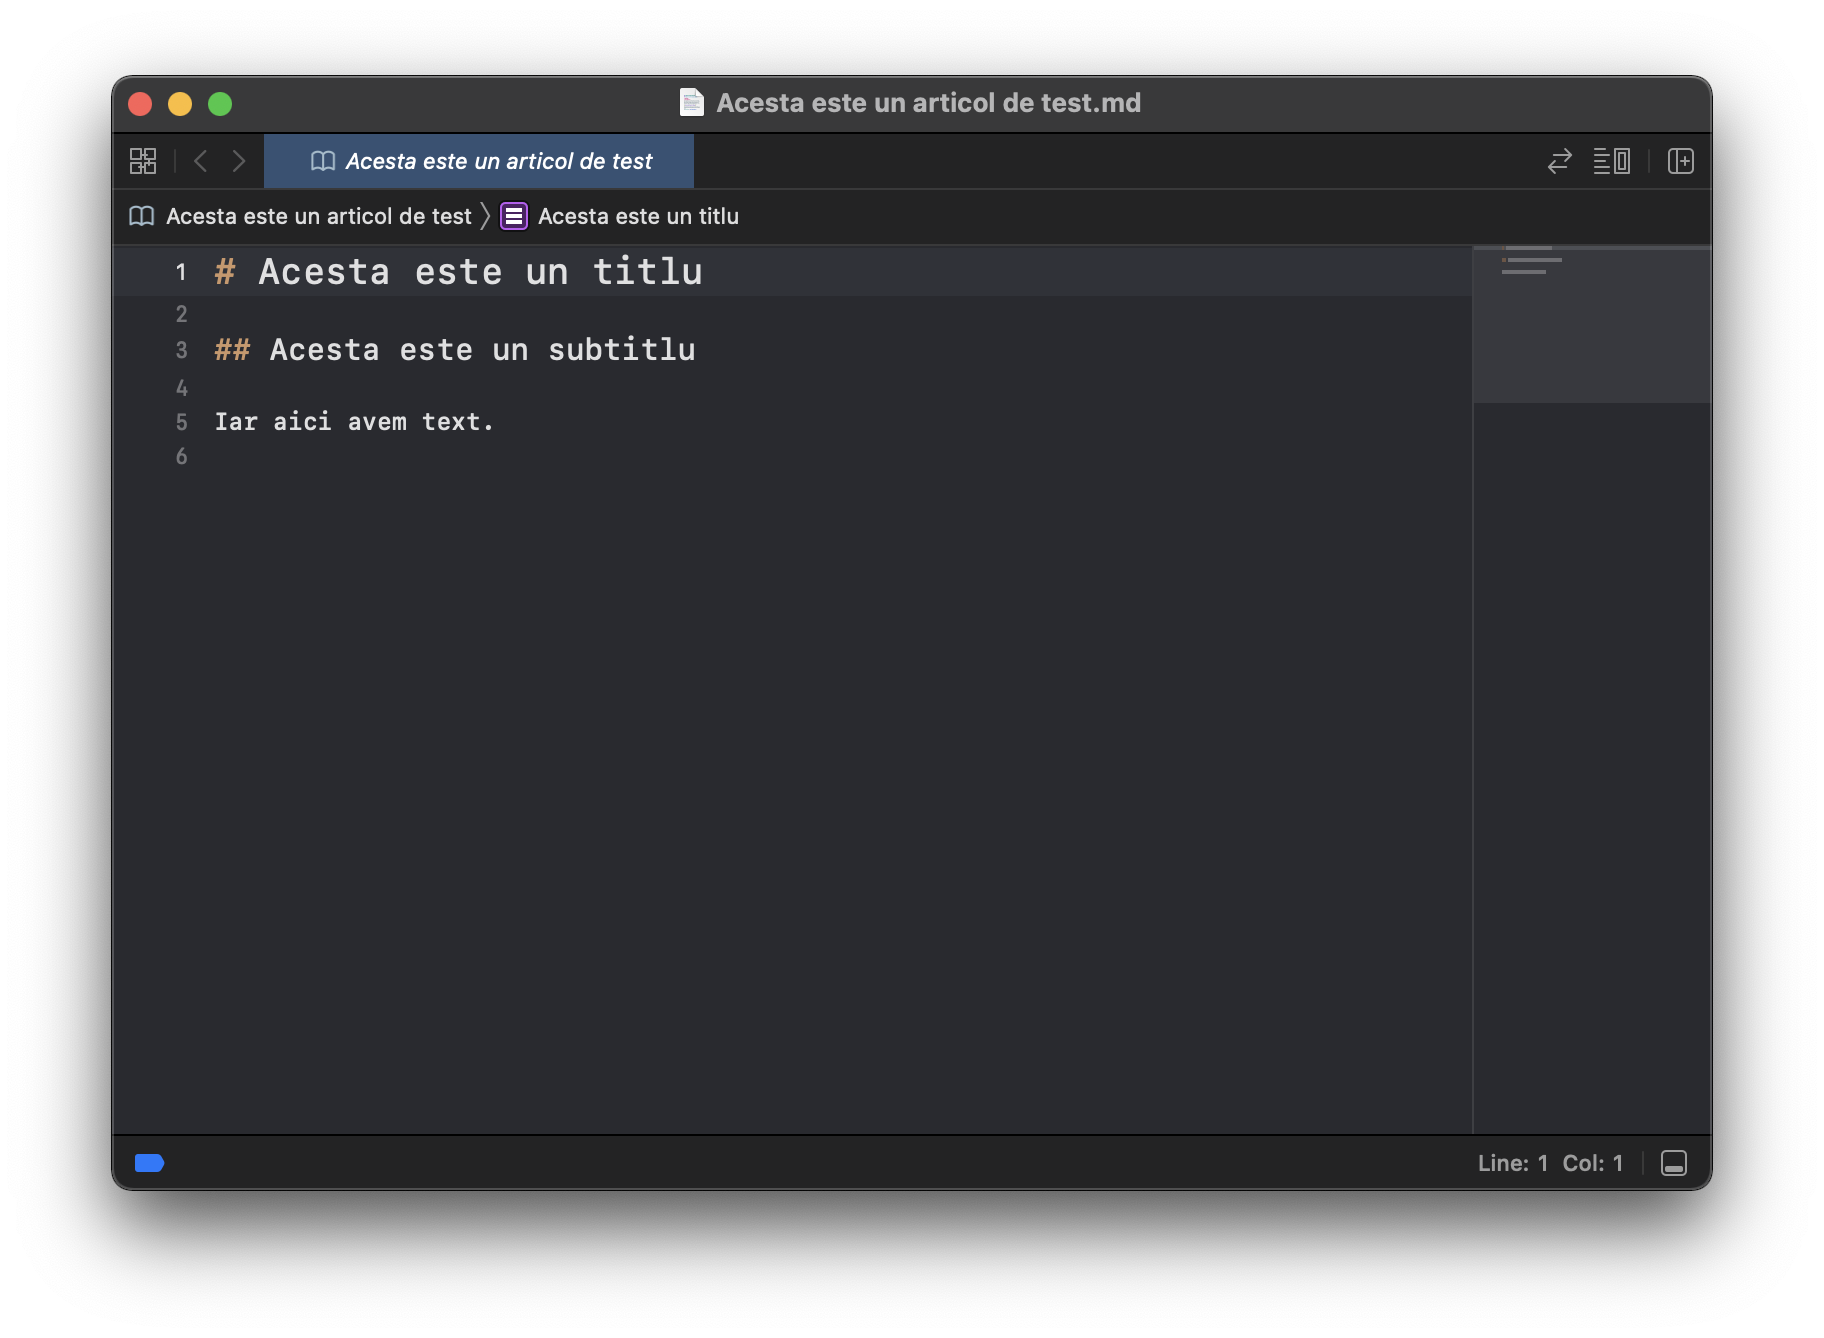 Acesta este un articol de test.md
Acesta este un articol de test
Acesta este un articol de test Acesta este un titlu
1 # Acesta este un titlu
2
3 ## Acesta este un subtitlu
4
5 Iar aici avem text.
6
Line: 1 Col: 1